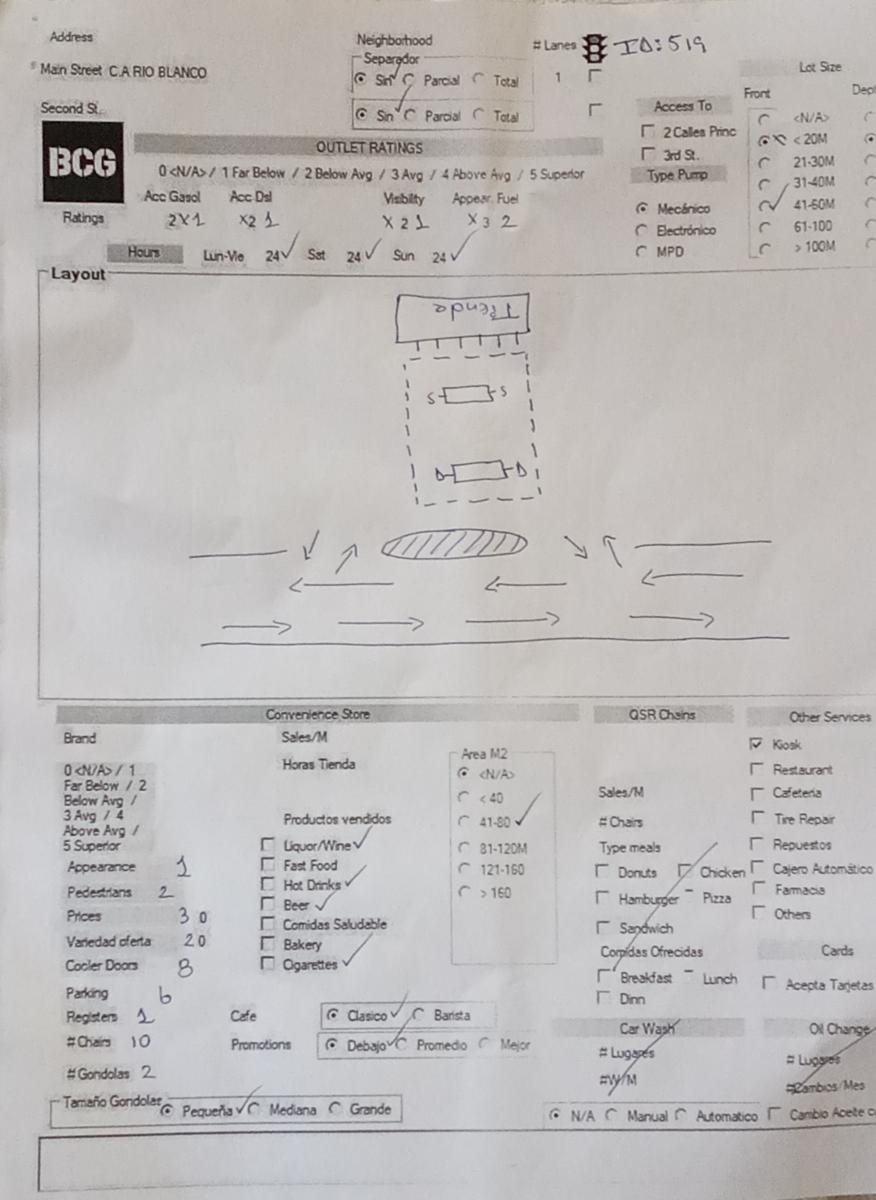 Address
Neighborhood
# Lanes
ID:519
Main Street C.A RIO BLANCO
Separador
Sin Parcial Total
1
Lot Size
Second St.
Sin Parcial Total
Access To
Front
BCG
OUTLET RATINGS
2 Calles Princ
<N/A>
0 <N/A> / 1 Far Below / 2 Below Avg / 3 Avg / 4 Above Avg / 5 Superior
3rd St.
< 20M
Type Pump
21-30M
Acc Gasol Acc Dsl Visibility Appear. Fuel
31-40M
Ratings 2X1 X2 1 X 2 1 X 3 2
Mecánico
41-60M
Electrónico
61-100
Hours Lun-Vie 24 Sat 24 Sun 24
MPD
> 100M
Layout
Tienda
S S
D D
Convenience Store
QSR Chains
Other Services
Brand
Sales/M
Kiosk
Horas Tienda
Area M2
Restaurant
0 <N/A> / 1
<N/A>
Far Below / 2
Sales/M
Cafeteria
Below Avg /
< 40
3 Avg / 4
Productos vendidos
41-80
# Chairs
Tire Repair
Above Avg /
5 Superior
Liquor/Wine
81-120M
Type meals
Repuestos
Appearance 1
Fast Food
121-160
Donuts Chicken
Cajero Automático
Pedestrians 2
Hot Drinks
> 160
Hamburger Pizza
Farmacia
Prices 3 0
Beer
Others
Comidas Saludable
Sandwich
Variedad oferta 2 0
Bakery
Comidas Ofrecidas
Cards
Cooler Doors 8
Cigarettes
Breakfast Lunch
Acepta Tarjetas
Parking 6
Dinn
Registers 1
Cafe
Clasico Barista
Car Wash
Oil Change
# Chairs 10
Promotions
Debajo Promedio Mejor
# Lugares
# Lugares
#W/M
#Cambios/Mes
# Gondolas 2
Tamaño Gondolas
Pequeña Mediana Grande
N/A Manual Automatico
Cambio Aceite